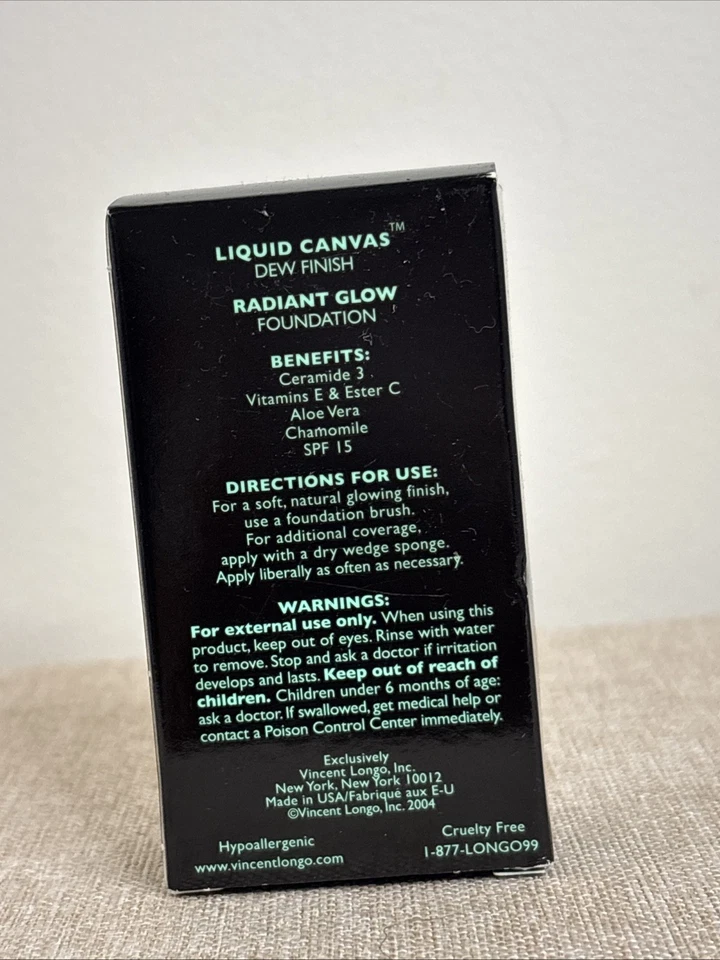 LIQUID CANVAS™
DEW FINISH
RADIANT GLOW
FOUNDATION
BENEFITS:
Ceramide 3
Vitamins E & Ester C
Aloe Vera
Chamomile
SPF 15
DIRECTIONS FOR USE:
For a soft, natural glowing finish,
use a foundation brush.
For additional coverage,
apply with a dry wedge sponge.
Apply liberally as often as necessary.
WARNINGS:
For external use only. When using this
product, keep out of eyes. Rinse with water
to remove. Stop and ask a doctor if irritation
develops and lasts. Keep out of reach of
children. Children under 6 months of age:
ask a doctor. If swallowed, get medical help or
contact a Poison Control Center immediately.
Exclusively
Vincent Longo, Inc.
New York, New York 10012
Made in USA/Fabriqué aux E-U
©Vincent Longo, Inc. 2004
Hypoallergenic
Cruelty Free
www.vincentlongo.com
1-877-LONGO99